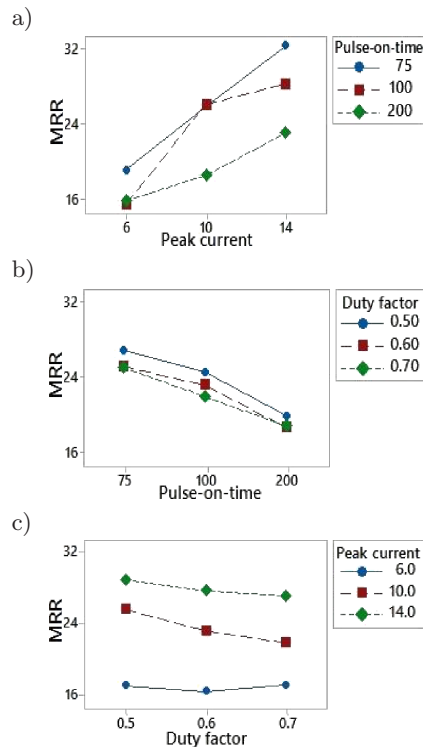 a)
32
24
16
MRR
6 10 14
Peak current
Pulse-on-time
75
100
200
b)
32
24
16
MRR
75 100 200
Pulse-on-time
Duty factor
0.50
0.60
0.70
c)
32
24
16
MRR
0.5 0.6 0.7
Duty factor
Peak current
6.0
10.0
14.0